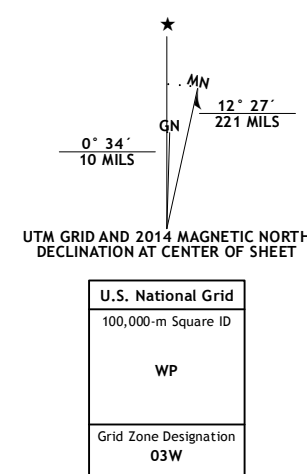 ★
MN
12° 27´
221 MILS
GN
0° 34´
10 MILS
UTM GRID AND 2014 MAGNETIC NORTH
DECLINATION AT CENTER OF SHEET
U.S. National Grid
100,000-m Square ID
WP
Grid Zone Designation
03W